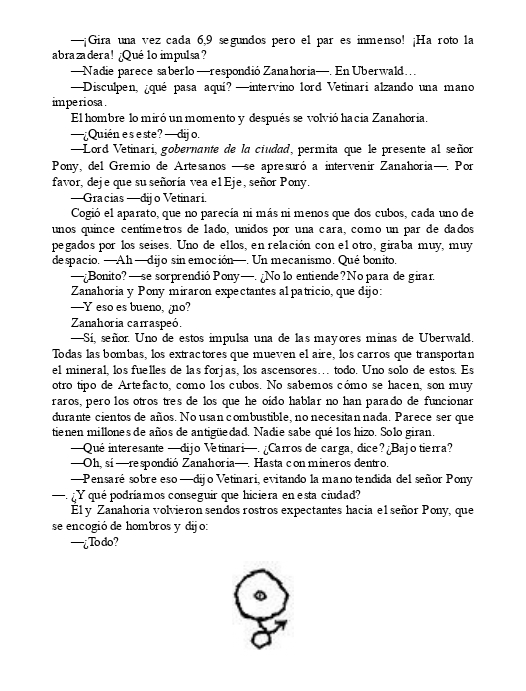 —¡Gira una vez cada 6,9 segundos pero el par es inmenso! ¡Ha roto la
abrazadera! ¿Qué lo impulsa?
—Nadie parece saberlo —respondió Zanahoria—. En Uberwald…
—Disculpen, ¿qué pasa aquí? —intervino lord Vetinari alzando una mano
imperiosa.
El hombre lo miró un momento y después se volvió hacia Zanahoria.
—¿Quién es este? —dijo.
—Lord Vetinari, gobernante de la ciudad, permita que le presente al señor
Pony, del Gremio de Artesanos —se apresuró a intervenir Zanahoria—. Por
favor, deje que su señoría vea el Eje, señor Pony.
—Gracias —dijo Vetinari.
Cogió el aparato, que no parecía ni más ni menos que dos cubos, cada uno de
unos quince centímetros de lado, unidos por una cara, como un par de dados
pegados por los seises. Uno de ellos, en relación con el otro, giraba muy, muy
despacio. —Ah —dijo sin emoción—. Un mecanismo. Qué bonito.
—¿Bonito? —se sorprendió Pony—. ¿No lo entiende? No para de girar.
Zanahoria y Pony miraron expectantes al patricio, que dijo:
—Y eso es bueno, ¿no?
Zanahoria carraspeó.
—Sí, señor. Uno de estos impulsa una de las mayores minas de Uberwald.
Todas las bombas, los extractores que mueven el aire, los carros que transportan
el mineral, los fuelles de las forjas, los ascensores… todo. Uno solo de estos. Es
otro tipo de Artefacto, como los cubos. No sabemos cómo se hacen, son muy
raros, pero los otros tres de los que he oído hablar no han parado de funcionar
durante cientos de años. No usan combustible, no necesitan nada. Parece ser que
tienen millones de años de antigüedad. Nadie sabe qué los hizo. Solo giran.
—Qué interesante —dijo Vetinari—. ¿Carros de carga, dice? ¿Bajo tierra?
—Oh, sí —respondió Zanahoria—. Hasta con mineros dentro.
—Pensaré sobre eso —dijo Vetinari, evitando la mano tendida del señor Pony
—. ¿Y qué podríamos conseguir que hiciera en esta ciudad?
Él y Zanahoria volvieron sendos rostros expectantes hacia el señor Pony, que
se encogió de hombros y dijo:
—¿Todo?